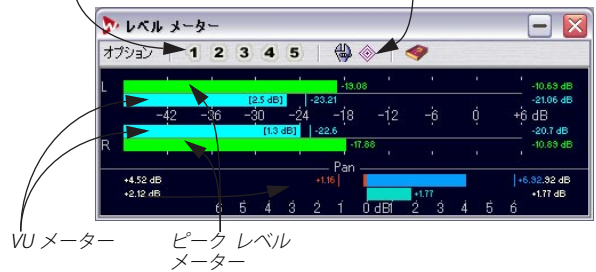 レベル メーター
オプション 1 2 3 4 5
L -19.08 -10.69 dB
[2.5 dB] -23.21 -21.06 dB
-42 -36 -30 -24 -18 -12 -6 0 +6 dB
[1.3 dB] -22.6 -20.7 dB
R -17.88 -10.89 dB
Pan
+4.52 dB +1.16 +6.92 .92 dB
+2.12 dB +1.77 +1.77 dB
6 5 4 3 2 1 0 dB 1 2 3 4 5 6
VU メーター
ピーク レベル
メーター